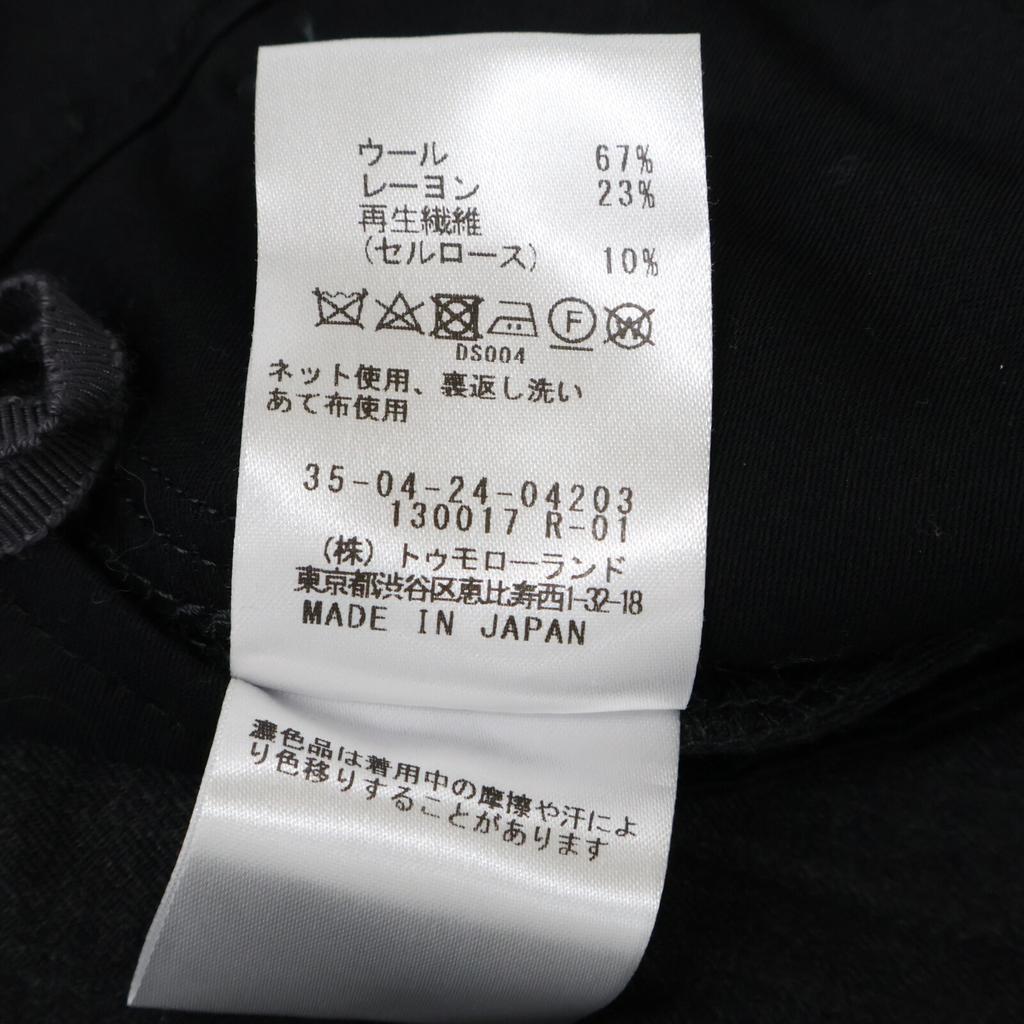 ウール 67%
レーヨン 23%
再生繊維
(セルロース) 10%
F W
DS004
ネット使用、裏返し洗い
あて布使用
35-04-24-04203
130017 R-01
(株)トゥモローランド
東京都渋谷区恵比寿西1-32-18
MADE IN JAPAN
濃色品は着用中の摩擦や汗によ
り色移りすることがあります